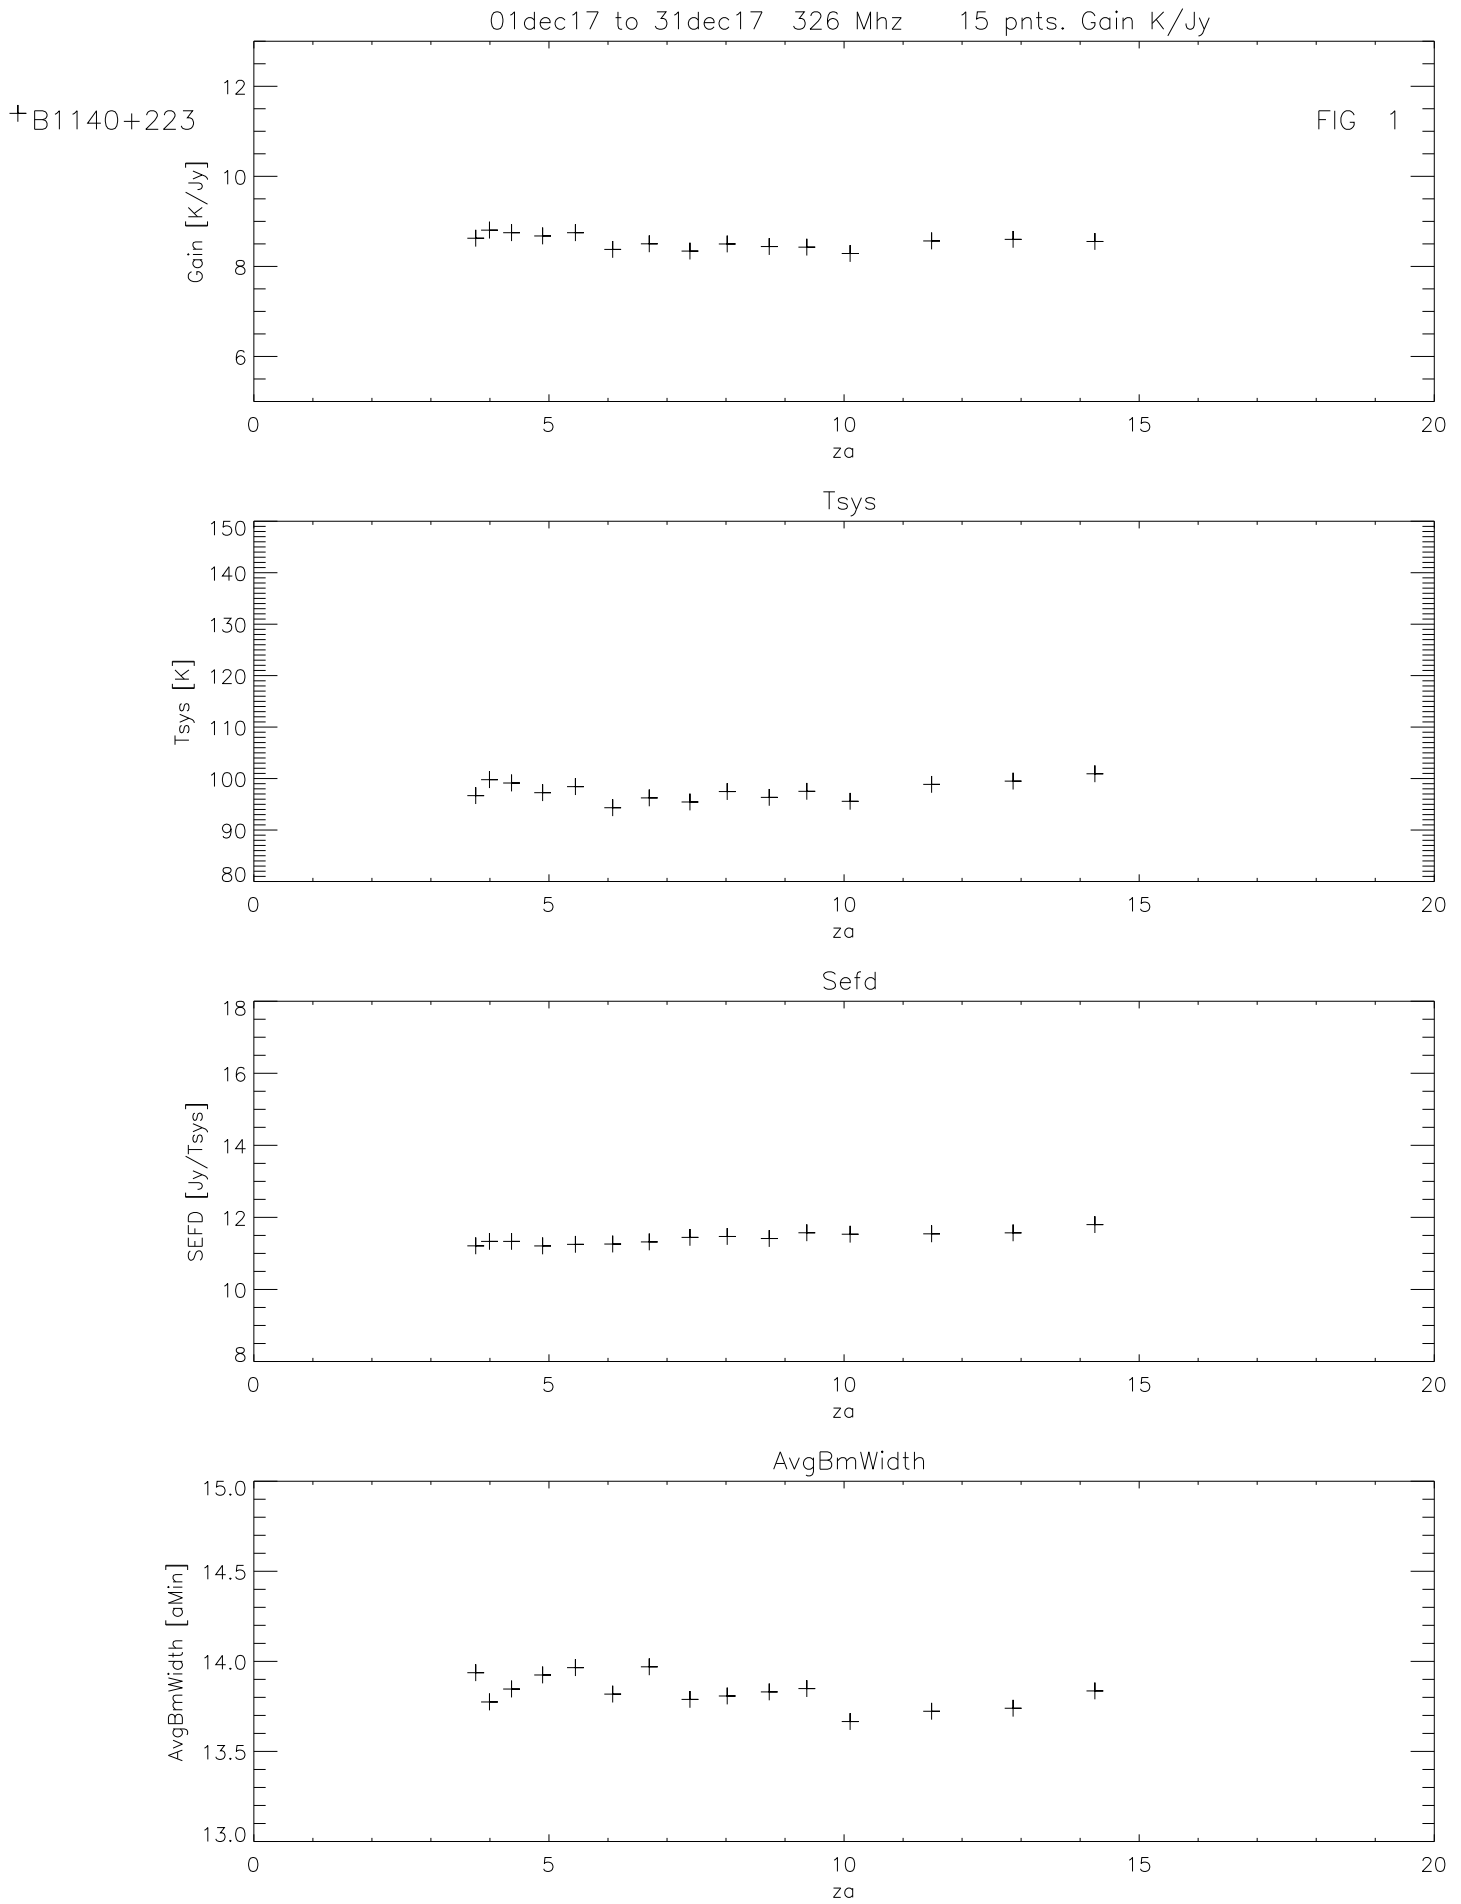 01dec17 to 31dec17 326 Mhz 15 pnts. Gain K/Jy
+B1140+223
FIG 1
Gain [K/Jy]
12
10
8
6
0 5 10 15 20
za
Tsys
Tsys [K]
150
140
130
120
110
100
90
80
0 5 10 15 20
za
Sefd
SEFD [Jy/Tsys]
18
16
14
12
10
8
0 5 10 15 20
za
AvgBmWidth
AvgBmWidth [aMin]
15.0
14.5
14.0
13.5
13.0
0 5 10 15 20
za